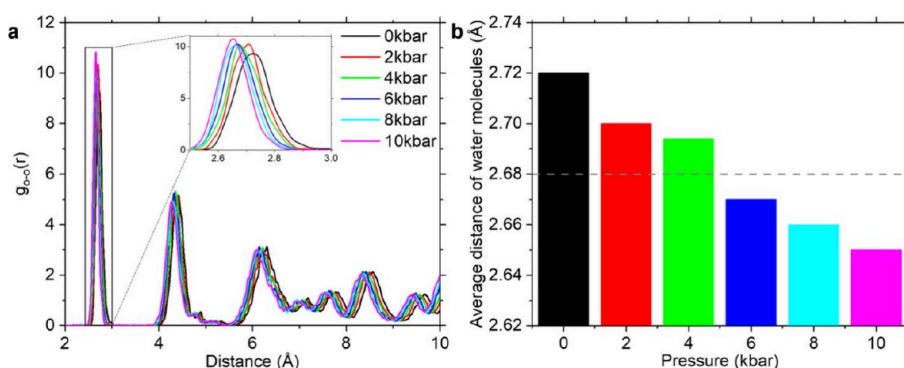 a
12
10
8
6
4
2
0
g₀₋₀(r)
2
4
6
8
10
Distance (Å)
10
5
0
2.6
2.8
3.0
0kbar
2kbar
4kbar
6kbar
8kbar
10kbar
b
2.74
2.72
2.70
2.68
2.66
2.64
2.62
Average distance of water molecules (Å)
0
2
4
6
8
10
Pressure (kbar)